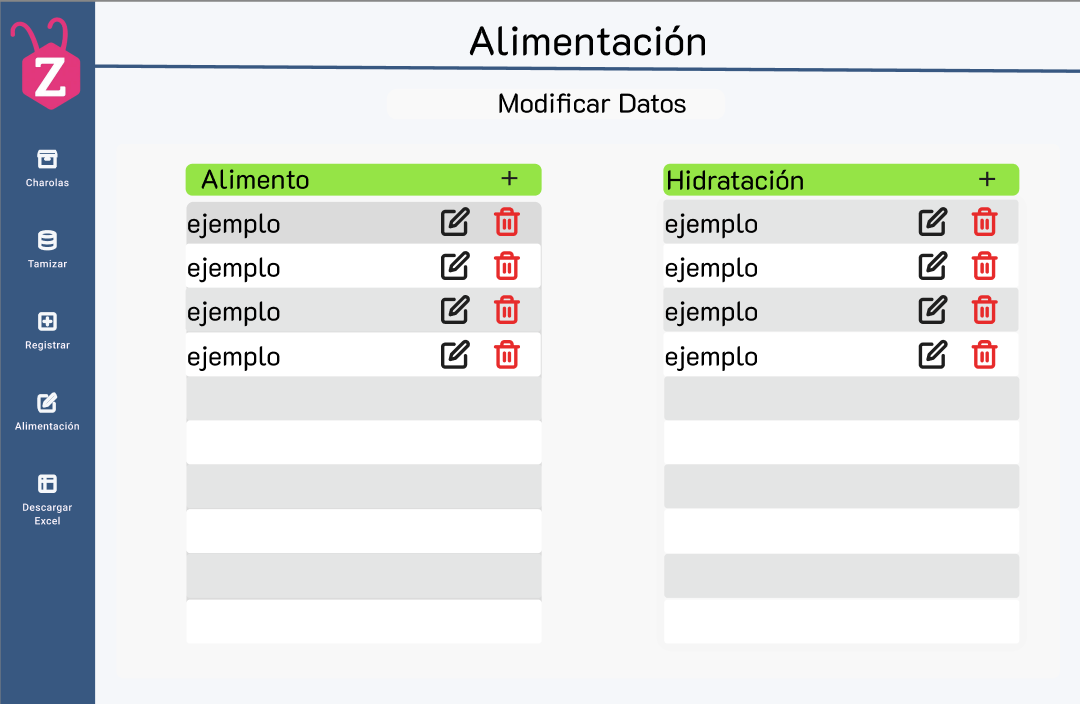 Z
Alimentación
Modificar Datos
Charolas
Tamizar
Registrar
Alimentación
Descargar
Excel
Alimento +
ejemplo
ejemplo
ejemplo
ejemplo
Hidratación +
ejemplo
ejemplo
ejemplo
ejemplo